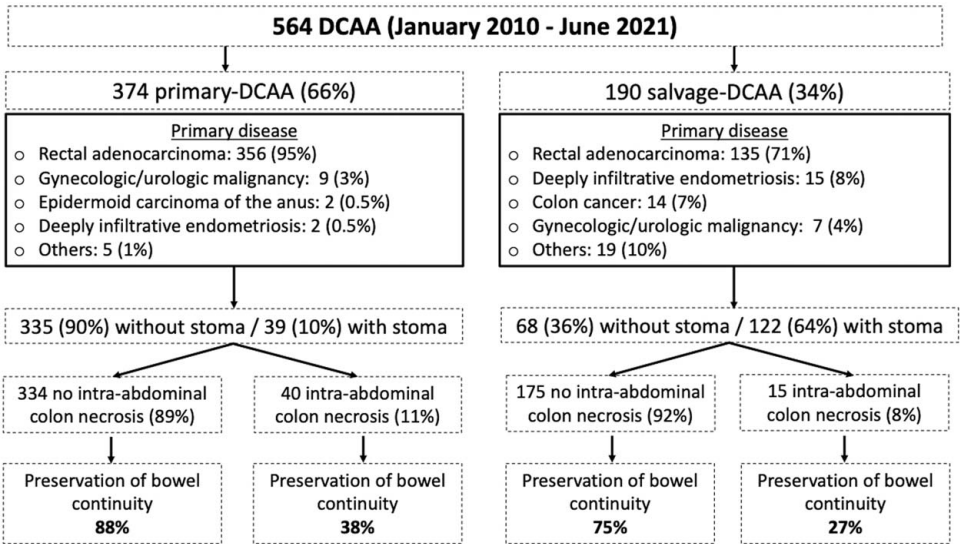 564 DCAA (January 2010 - June 2021)
374 primary-DCAA (66%)
Primary disease
o Rectal adenocarcinoma: 356 (95%)
o Gynecologic/urologic malignancy: 9 (3%)
o Epidermoid carcinoma of the anus: 2 (0.5%)
o Deeply infiltrative endometriosis: 2 (0.5%)
o Others: 5 (1%)
335 (90%) without stoma / 39 (10%) with stoma
334 no intra-abdominal
colon necrosis (89%)
40 intra-abdominal
colon necrosis (11%)
Preservation of bowel
continuity
88%
Preservation of bowel
continuity
38%
190 salvage-DCAA (34%)
Primary disease
o Rectal adenocarcinoma: 135 (71%)
o Deeply infiltrative endometriosis: 15 (8%)
o Colon cancer: 14 (7%)
o Gynecologic/urologic malignancy: 7 (4%)
o Others: 19 (10%)
68 (36%) without stoma / 122 (64%) with stoma
175 no intra-abdominal
colon necrosis (92%)
15 intra-abdominal
colon necrosis (8%)
Preservation of bowel
continuity
75%
Preservation of bowel
continuity
27%